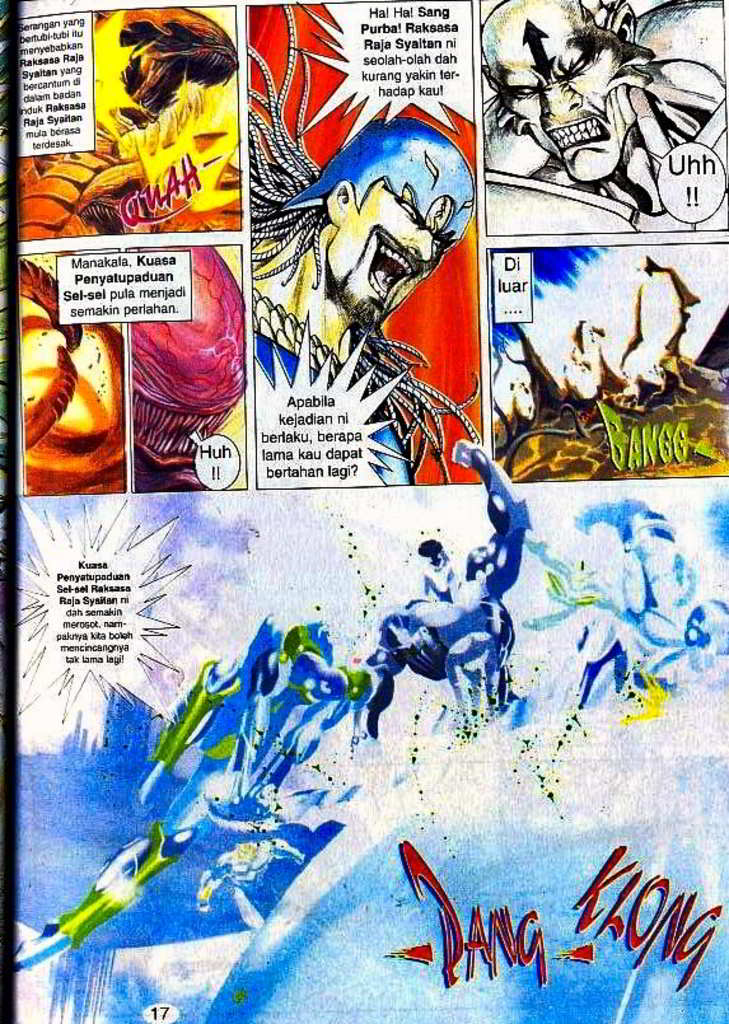 Serangan yang
bertubi-tubi itu
menyebabkan
Raksasa Raja
Syaitan yang
bercantum di
dalam badan
Induk Raksasa
Raja Syaitan
mula berasa
terdesak.
QUAH
Ha! Ha! Sang
Purba! Raksasa
Raja Syaitan ni
seolah-olah dah
kurang yakin ter-
hadap kau!
Uhh
!!
Manakala, Kuasa
Penyatupaduan
Sel-sel pula menjadi
semakin perlahan.
Huh
!!
Apabila
kejadian ni
berlaku, berapa
lama kau dapat
bertahan lagi?
Di
luar
....
BANGG
Kuasa
Penyatupaduan
Sel-sel Raksasa
Raja Syaitan ni
dah semakin
merosot, nam-
paknya kita boleh
mencincangnya
tak lama lagi!
PANG
KLONG
17